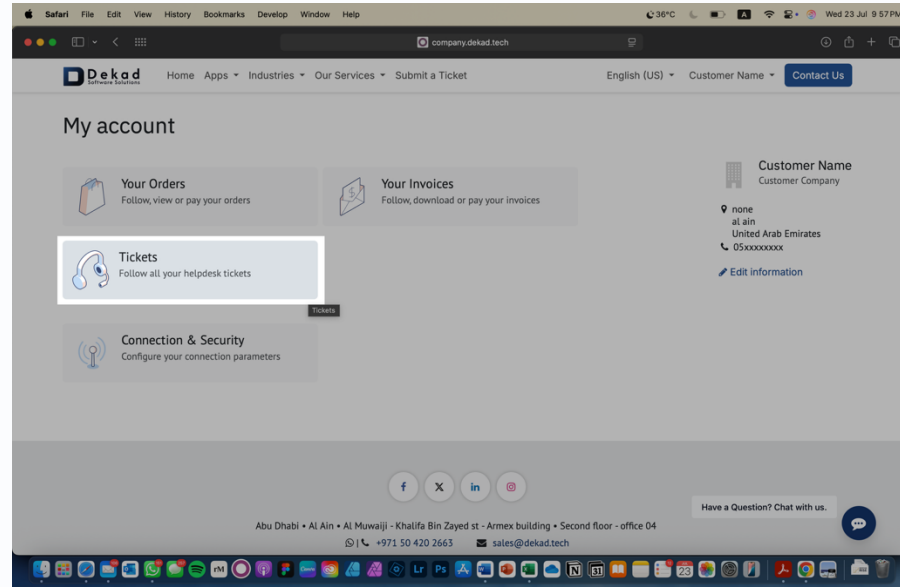 Safari File Edit View History Bookmarks Develop Window Help
36°C A Wed 23 Jul 9 57 PM
company.dekad.tech
Dekad
Software Solutions
Home Apps Industries Our Services Submit a Ticket
English (US) Customer Name Contact Us
My account
Your Orders
Follow, view or pay your orders
Your Invoices
Follow, download or pay your invoices
Tickets
Follow all your helpdesk tickets
Tickets
Connection & Security
Configure your connection parameters
Customer Name
Customer Company
none
al ain
United Arab Emirates
05xxxxxxxx
Edit information
Abu Dhabi • Al Ain • Al Muwaiji - Khalifa Bin Zayed st - Armex building • Second floor - office 04
| +971 50 420 2663 sales@dekad.tech
Have a Question? Chat with us.